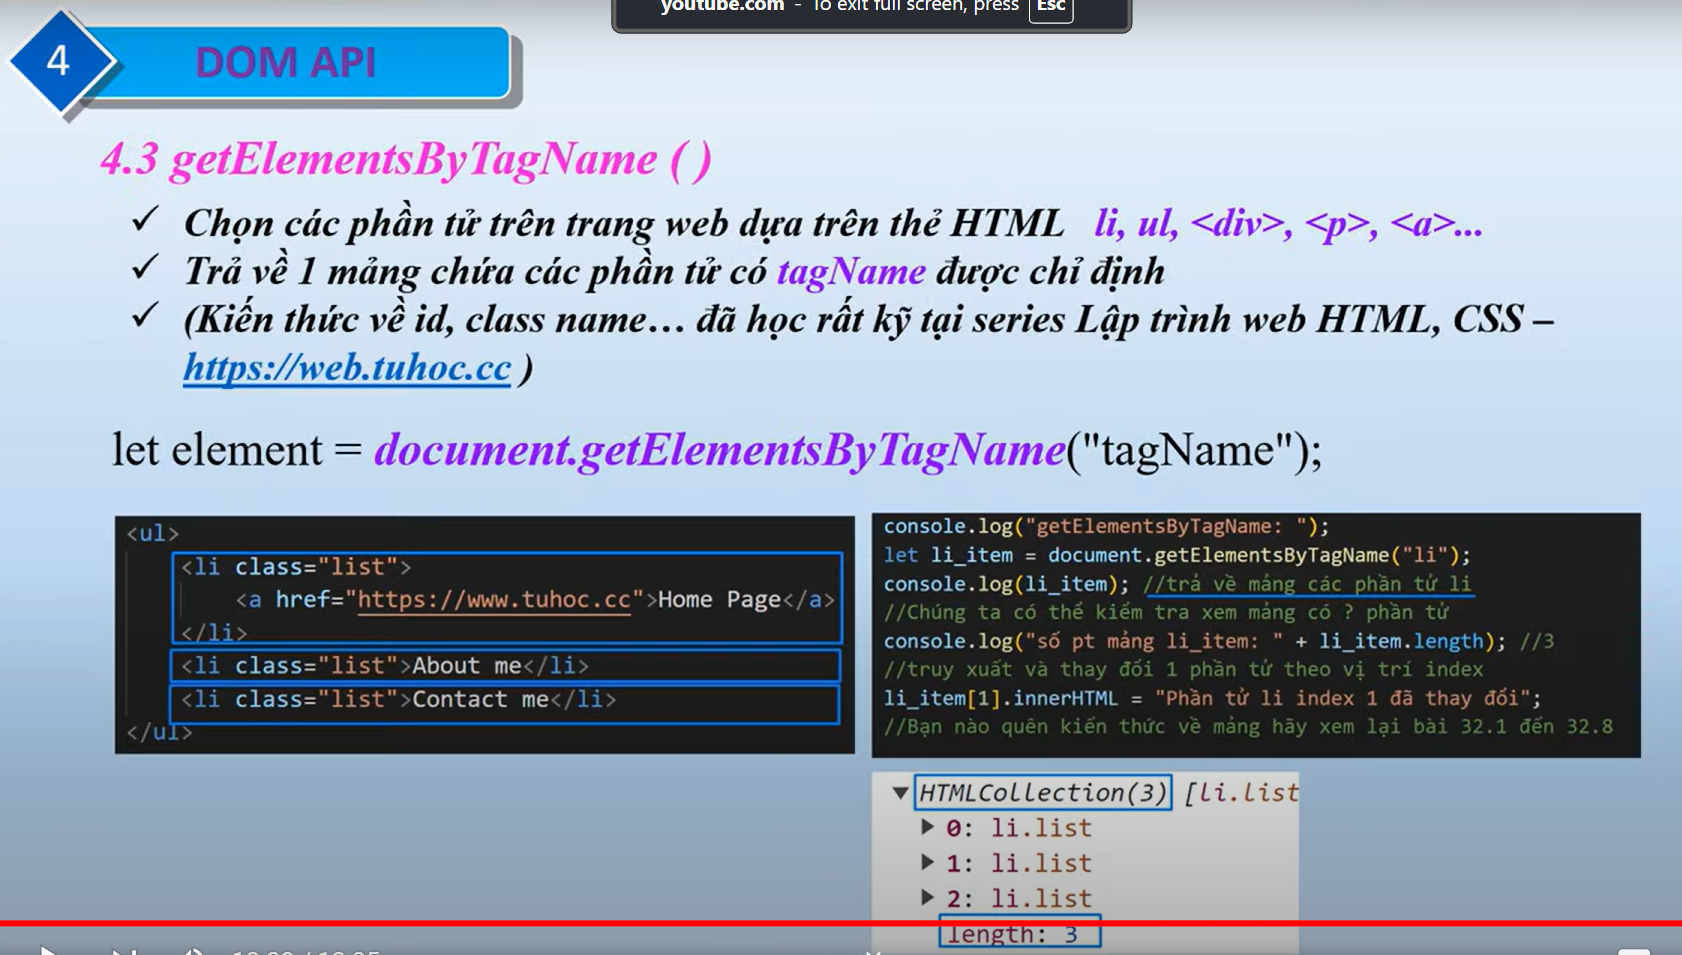 youtube.com - To exit full screen, press Esc
4 DOM API
4.3 getElementsByTagName ( )
✓ Chọn các phần tử trên trang web dựa trên thẻ HTML li, ul, <div>, <p>, <a>...
✓ Trả về 1 mảng chứa các phần tử có tagName được chỉ định
✓ (Kiến thức về id, class name… đã học rất kỹ tại series Lập trình web HTML, CSS –
https://web.tuhoc.cc )
let element = document.getElementsByTagName("tagName");
<ul>
<li class="list">
<a href="https://www.tuhoc.cc">Home Page</a>
</li>
<li class="list">About me</li>
<li class="list">Contact me</li>
</ul>
console.log("getElementsByTagName: ");
let li_item = document.getElementsByTagName("li");
console.log(li_item); //trả về mảng các phần tử li
//Chúng ta có thể kiểm tra xem mảng có ? phần tử
console.log("số pt mảng li_item: " + li_item.length); //3
//truy xuất và thay đổi 1 phần tử theo vị trí index
li_item[1].innerHTML = "Phần tử li index 1 đã thay đổi";
//Bạn nào quên kiến thức về mảng hãy xem lại bài 32.1 đến 32.8
▼ HTMLCollection(3) [li.list
▶ 0: li.list
▶ 1: li.list
▶ 2: li.list
length: 3